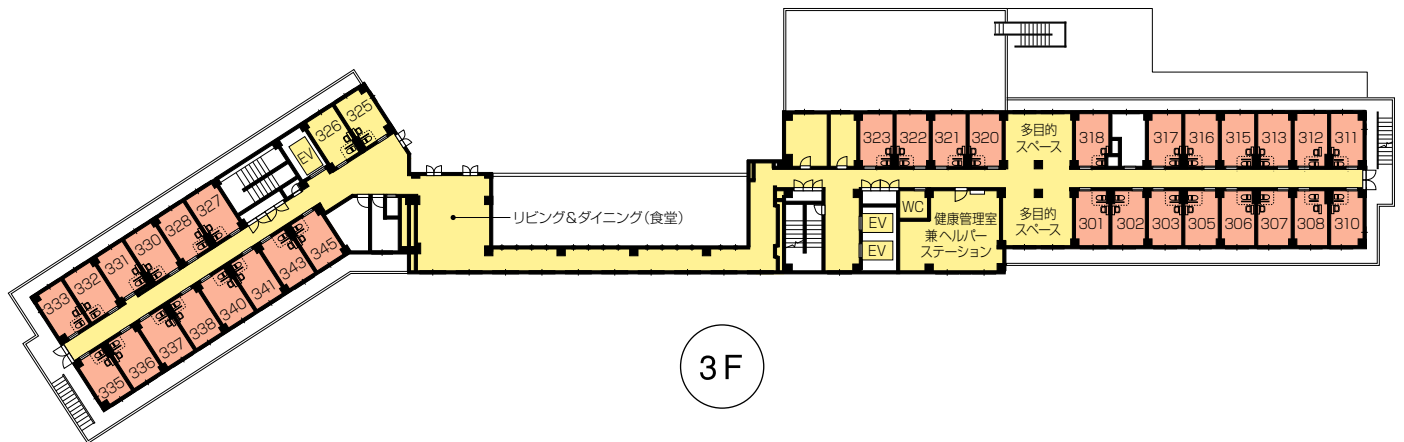 325
326
EV
327
328
330
331
332
333
335
336
337
338
340
341
343
345
リビング&ダイニング(食堂)
323
322
321
320
多目的
スペース
318
317
316
315
313
312
311
WC
EV
EV
健康管理室
兼ヘルパー
ステーション
多目的
スペース
301
302
303
305
306
307
308
310
3F